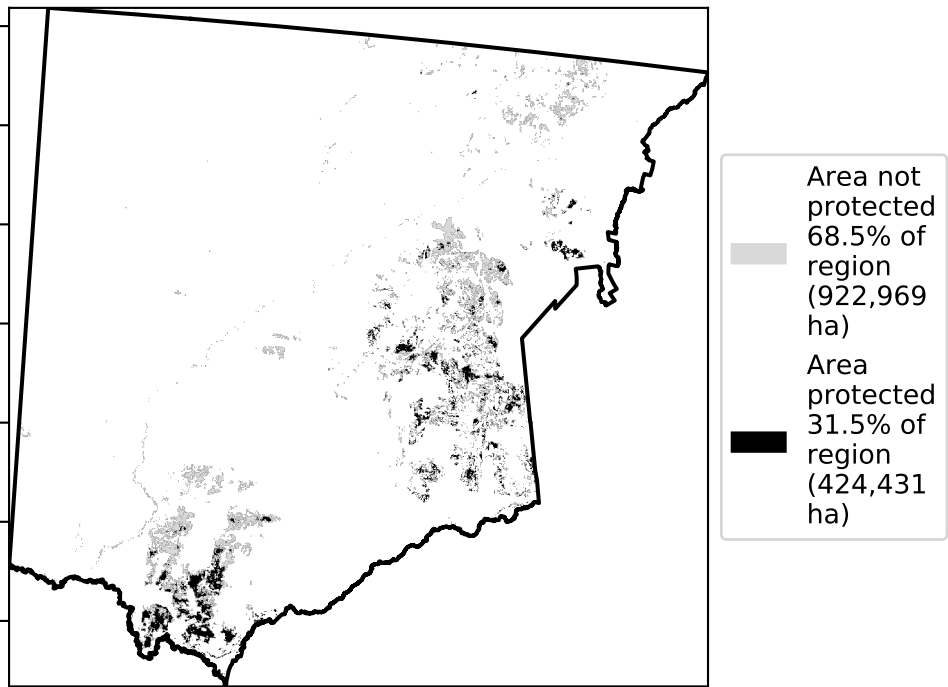 Area not
protected
68.5% of
region
(922,969
ha)
Area
protected
31.5% of
region
(424,431
ha)